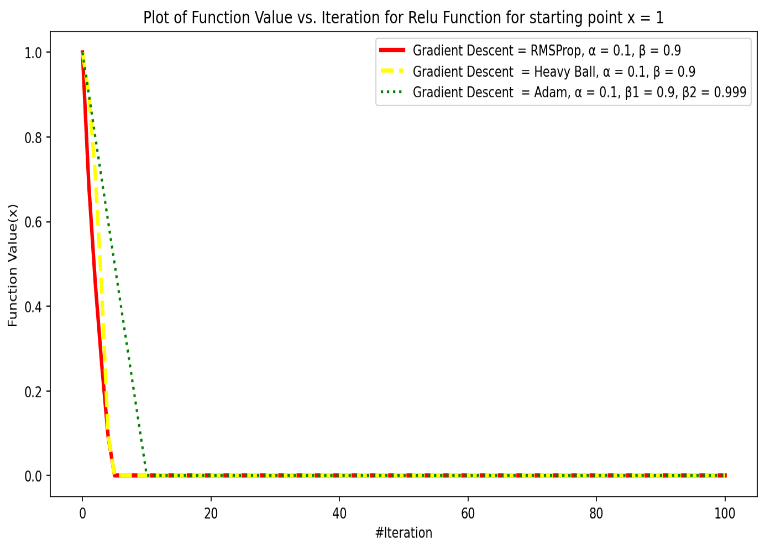 Plot of Function Value vs. Iteration for Relu Function for starting point x = 1
Gradient Descent = RMSProp, α = 0.1, β = 0.9
Gradient Descent  = Heavy Ball, α = 0.1, β = 0.9
Gradient Descent  = Adam, α = 0.1, β1 = 0.9, β2 = 0.999
Function Value(x)
1.0
0.8
0.6
0.4
0.2
0.0
0 20 40 60 80 100
#Iteration